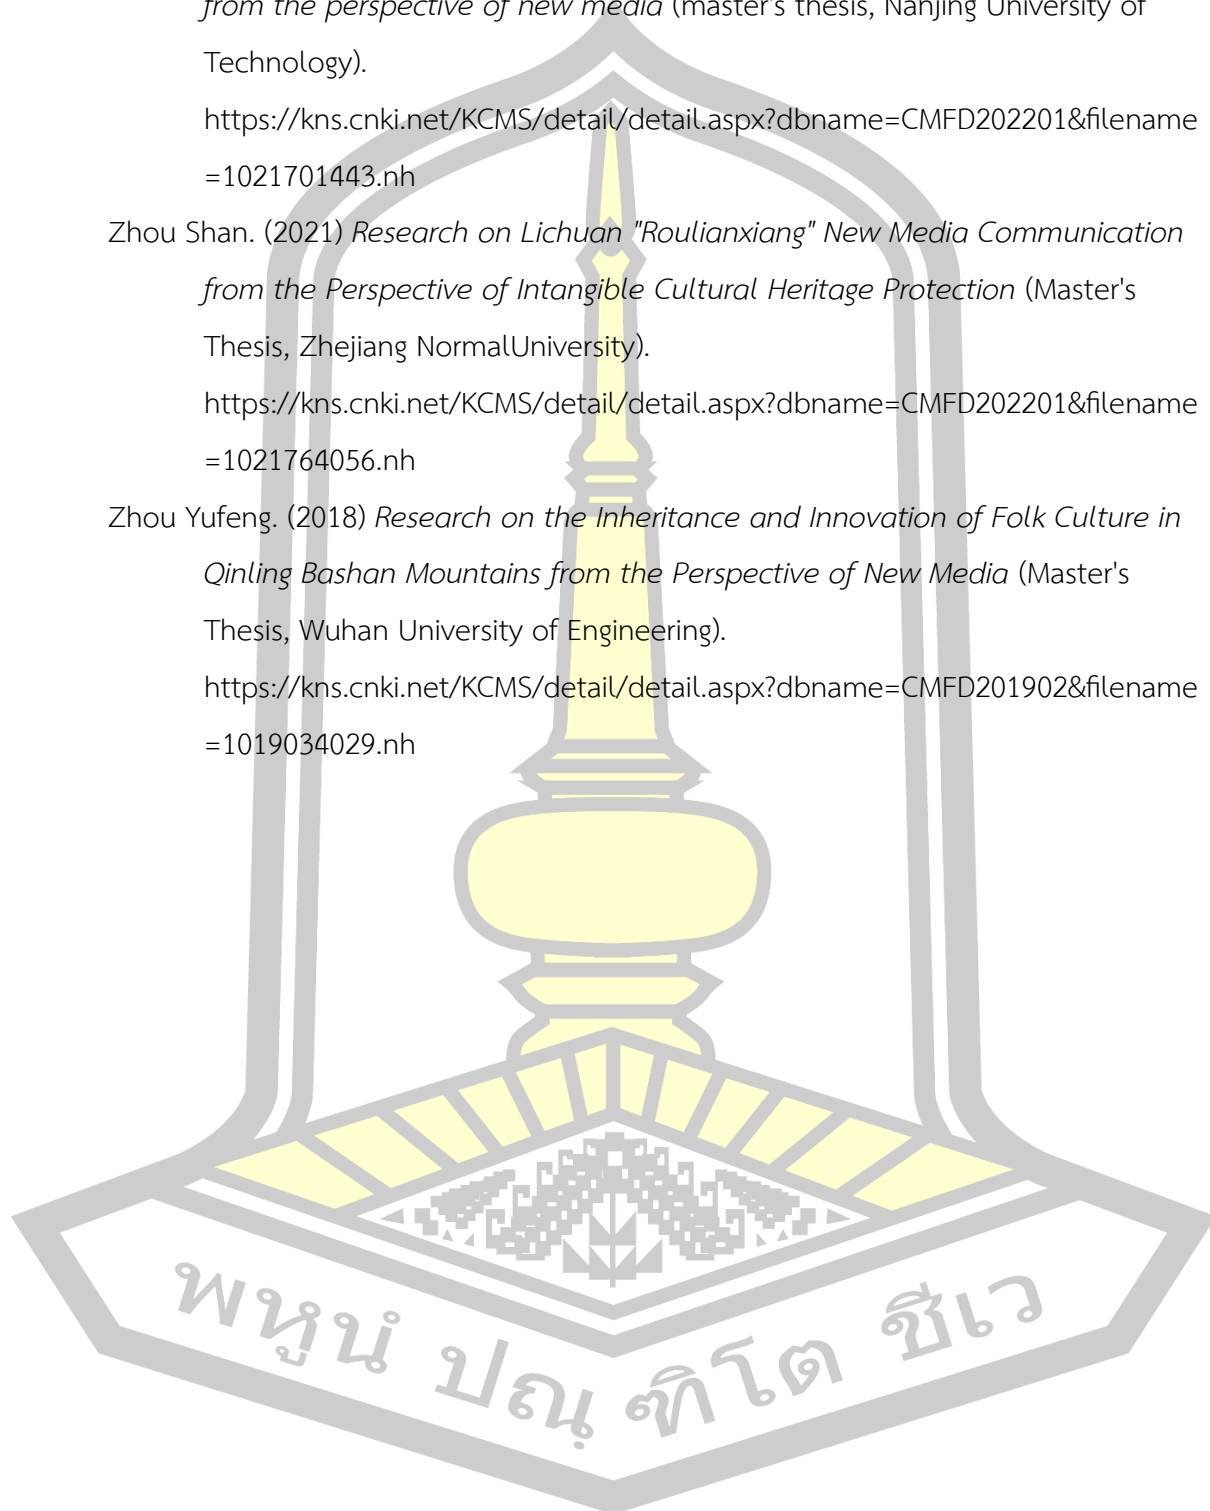 from the perspective of new media (master's thesis, Nanjing University of
Technology).
https://kns.cnki.net/KCMS/detail/detail.aspx?dbname=CMFD202201&filename
=1021701443.nh
Zhou Shan. (2021) Research on Lichuan "Roulianxiang" New Media Communication
from the Perspective of Intangible Cultural Heritage Protection (Master's
Thesis, Zhejiang NormalUniversity).
https://kns.cnki.net/KCMS/detail/detail.aspx?dbname=CMFD202201&filename
=1021764056.nh
Zhou Yufeng. (2018) Research on the Inheritance and Innovation of Folk Culture in
Qinling Bashan Mountains from the Perspective of New Media (Master's
Thesis, Wuhan University of Engineering).
https://kns.cnki.net/KCMS/detail/detail.aspx?dbname=CMFD201902&filename
=1019034029.nh
พหูนํ ปณฺฑิโต ชีเว